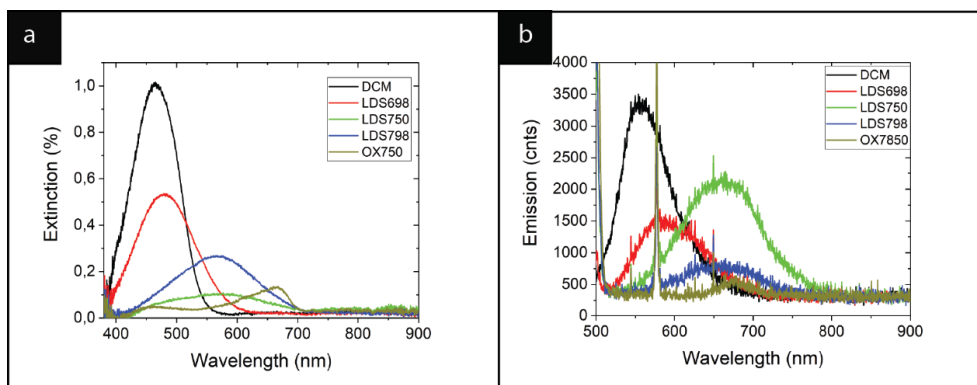 a
Extinction (%)
1,0
0,8
0,6
0,4
0,2
0,0
DCM
LDS698
LDS750
LDS798
OX750
400 500 600 700 800 900
Wavelength (nm)
b
Emission (cnts)
4000
3500
3000
2500
2000
1500
1000
500
0
DCM
LDS698
LDS750
LDS798
OX7850
500 600 700 800 900
Wavelength (nm)